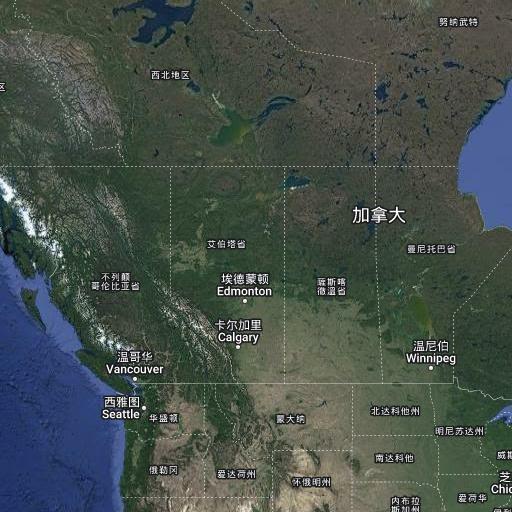 努纳武特
西北地区
区
加拿大
艾伯塔省
曼尼托巴省
不列颠
哥伦比亚省
埃德蒙顿
Edmonton
萨斯喀
彻温省
卡尔加里
Calgary
温哥华
Vancouver
温尼伯
Winnipeg
西雅图
Seattle
华盛顿
蒙大纳
北达科他州
明尼苏达州
俄勒冈
爱达荷州
怀俄明州
南达科他
威斯
芝
Chic
内布拉
斯加州
爱荷华